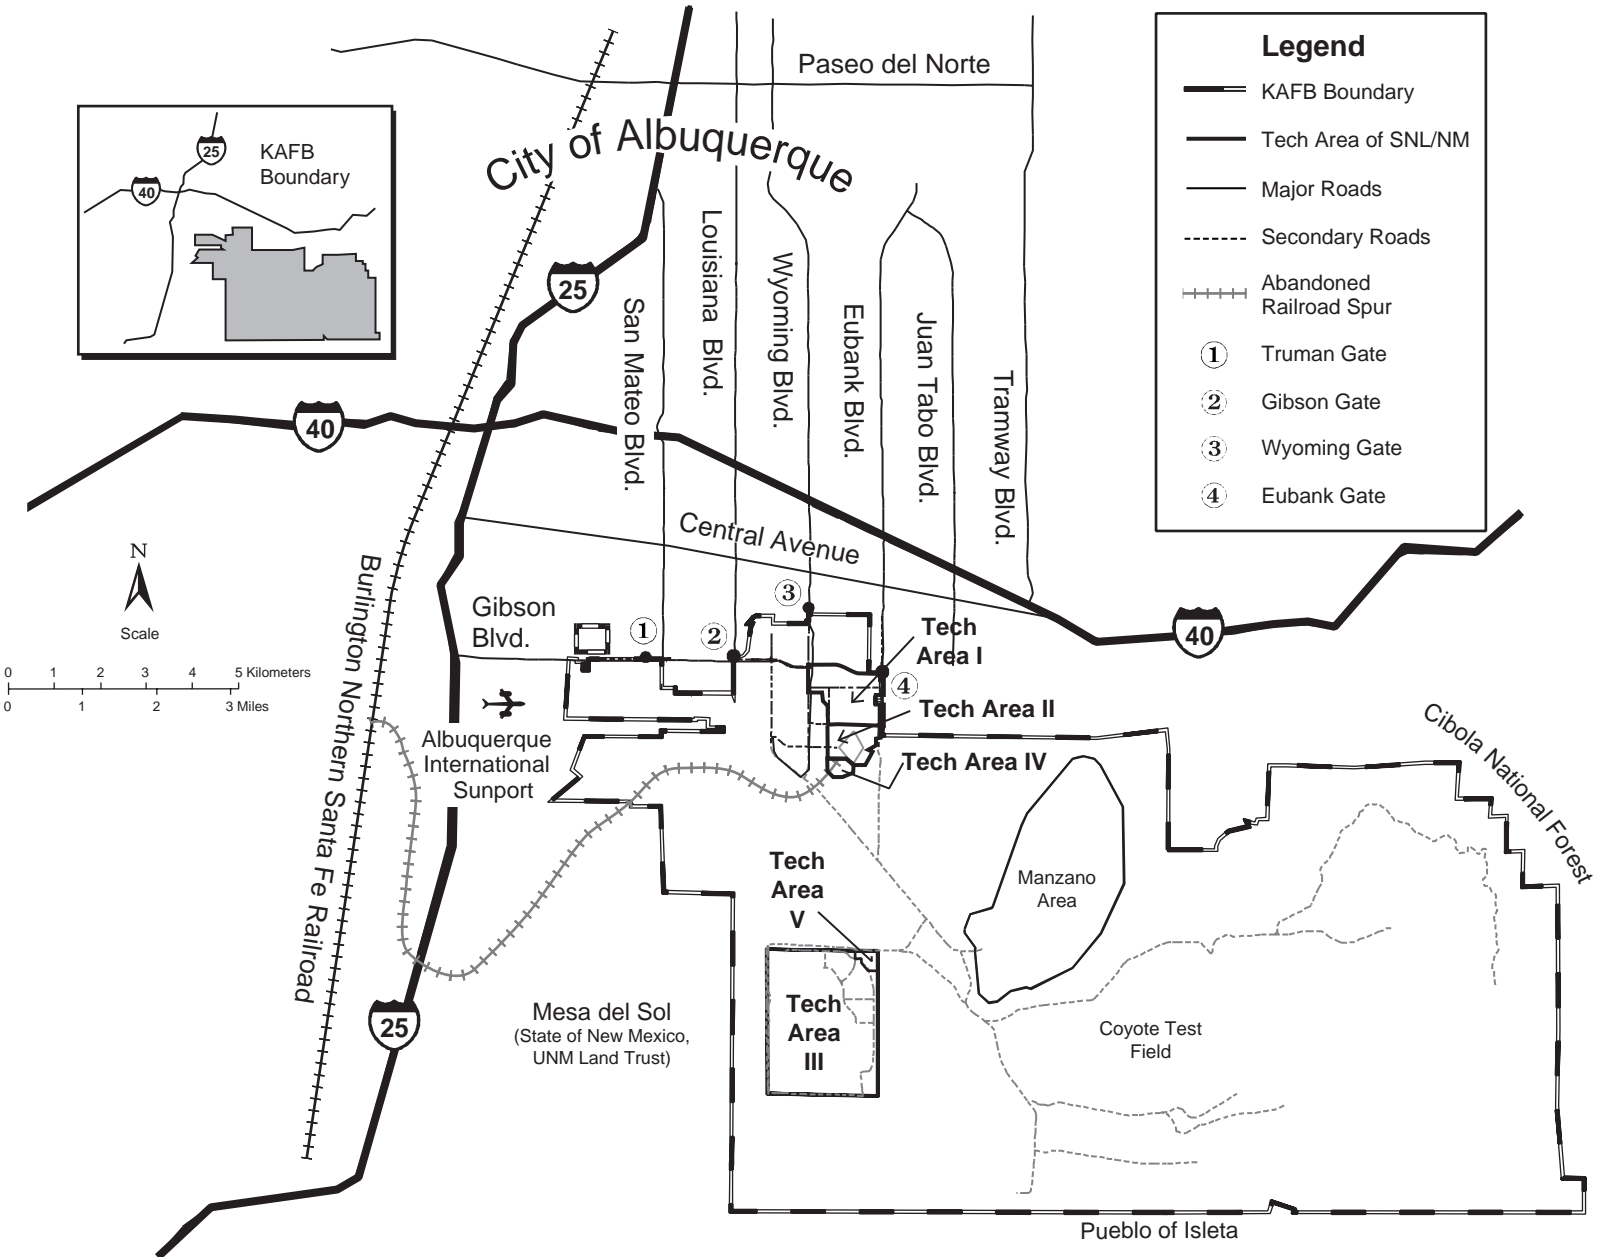 Paseo del Norte
City of Albuquerque
25
40
KAFB
Boundary
Legend
KAFB Boundary
Tech Area of SNL/NM
Major Roads
Secondary Roads
Abandoned
Railroad Spur
1 Truman Gate
2 Gibson Gate
3 Wyoming Gate
4 Eubank Gate
25
40
San Mateo Blvd.
Louisiana Blvd.
Wyoming Blvd.
Eubank Blvd.
Juan Tabo Blvd.
Tramway Blvd.
Central Avenue
N
Scale
0 1 2 3 4 5 Kilometers
0 1 2 3 Miles
Burlington Northern Santa Fe Railroad
Gibson
Blvd.
1
2
3
4
40
Tech
Area I
Tech Area II
Tech Area IV
Albuquerque
International
Sunport
Cibola National Forest
Tech
Area
V
Manzano
Area
Tech
Area
III
Mesa del Sol
(State of New Mexico,
UNM Land Trust)
25
Coyote Test
Field
Pueblo of Isleta